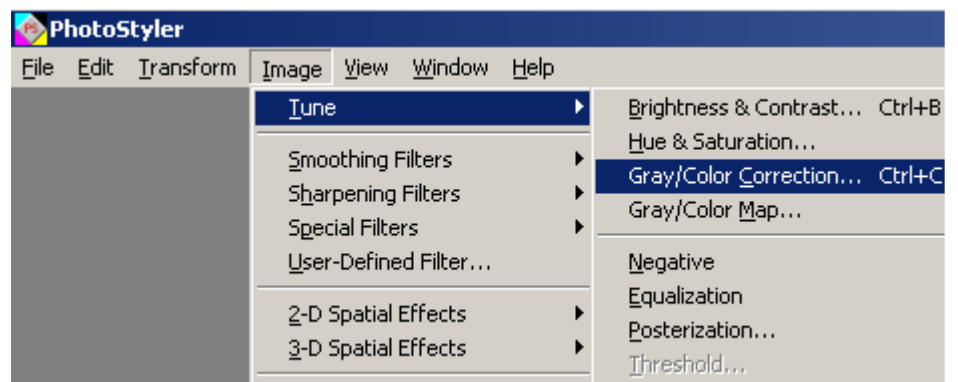 PS PhotoStyler
File Edit Transform Image View Window Help
Tune
Smoothing Filters
Sharpening Filters
Special Filters
User-Defined Filter...
2-D Spatial Effects
3-D Spatial Effects
Brightness & Contrast... Ctrl+B
Hue & Saturation...
Gray/Color Correction... Ctrl+C
Gray/Color Map...
Negative
Equalization
Posterization...
Threshold...